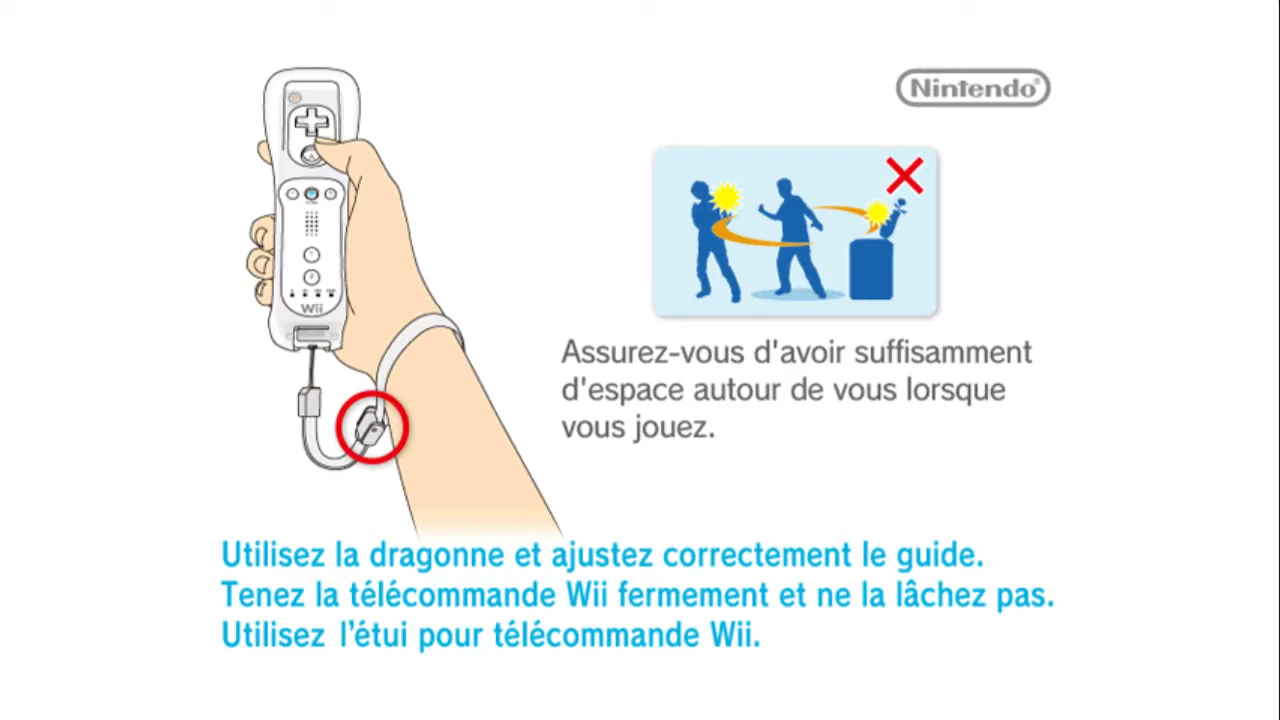 Nintendo®
Assurez-vous d'avoir suffisamment
d'espace autour de vous lorsque
vous jouez.
Wii
Utilisez la dragonne et ajustez correctement le guide.
Tenez la télécommande Wii fermement et ne la lâchez pas.
Utilisez l'étui pour télécommande Wii.